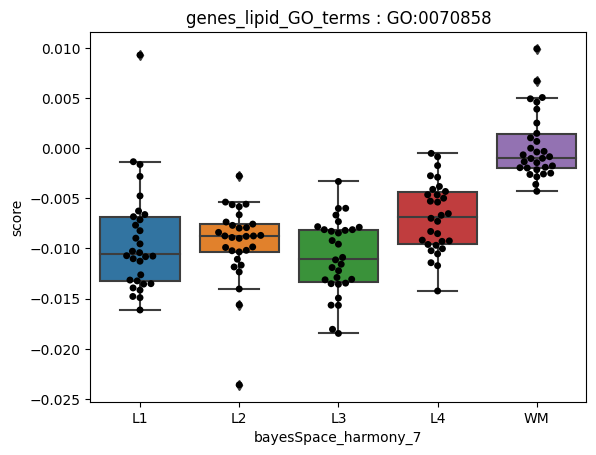 genes_lipid_GO_terms : GO:0070858
0.010
0.005
0.000
−0.005
−0.010
−0.015
−0.020
−0.025
score
L1 L2 L3 L4 WM
bayesSpace_harmony_7